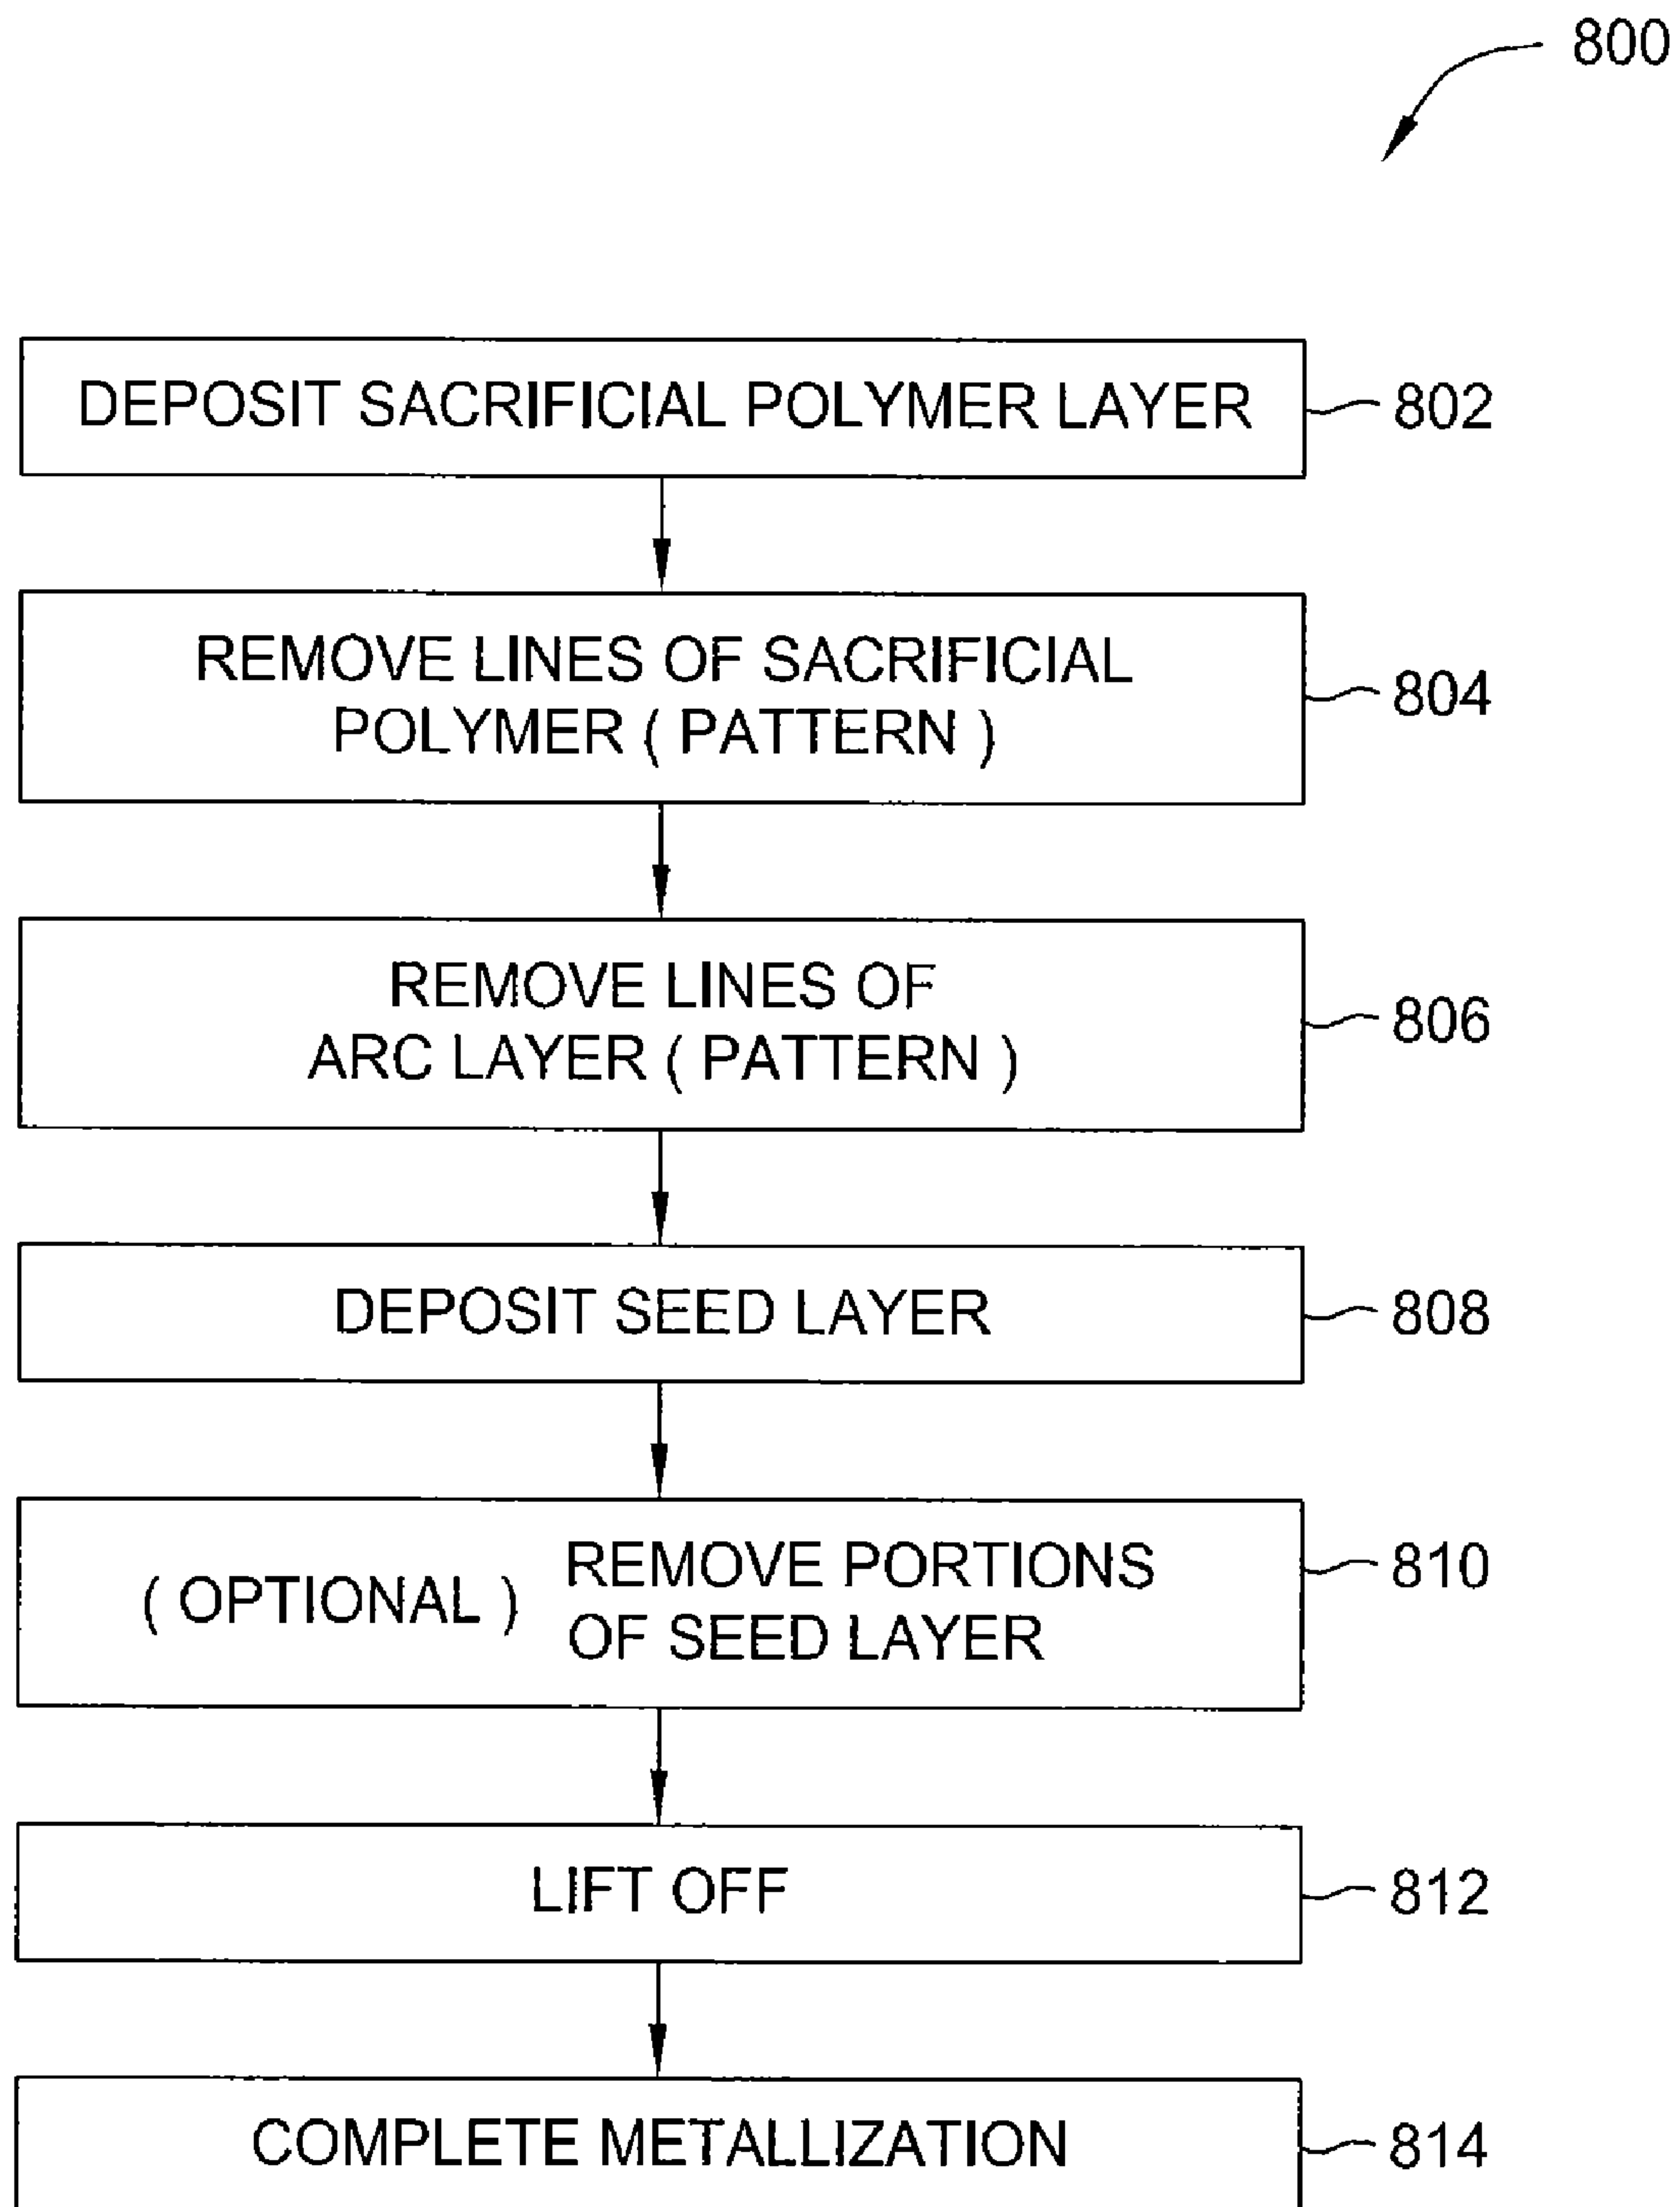 800
DEPOSIT SACRIFICIAL POLYMER LAYER
802
REMOVE LINES OF SACRIFICIAL
POLYMER ( PATTERN )
804
REMOVE LINES OF
ARC LAYER ( PATTERN )
806
DEPOSIT SEED LAYER
808
( OPTIONAL )
REMOVE PORTIONS
OF SEED LAYER
810
LIFT OFF
812
COMPLETE METALLIZATION
814